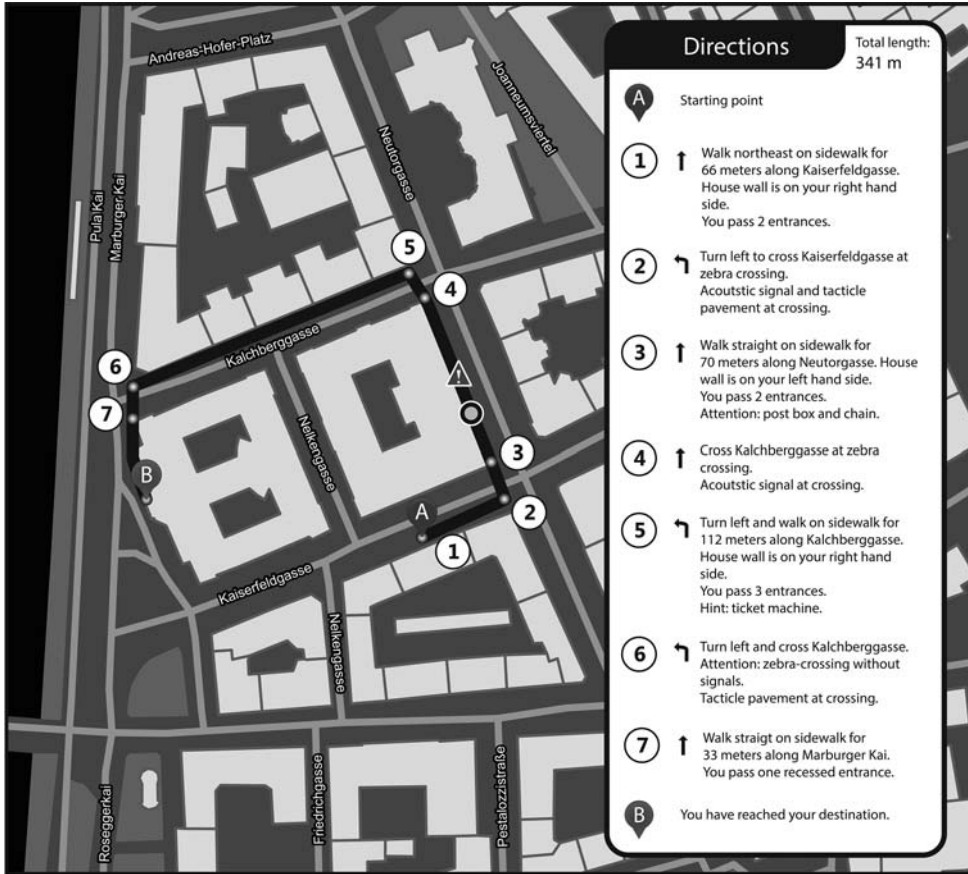 Andreas-Hofer-Platz
Joanneumsviertel
Neutorgasse
Pula Kai
Marburger Kai
5
4
Kalchberggasse
6
7
Nelkengasse
3
B
A
2
1
Kaiserfeldgasse
Nelkengasse
Roseggerkai
Friedrichgasse
Pestalozzistraße
Directions
Total length:
341 m
A
Starting point
1
Walk northeast on sidewalk for
66 meters along Kaiserfeldgasse.
House wall is on your right hand
side.
You pass 2 entrances.
2
Turn left to cross Kaiserfeldgasse at
zebra crossing.
Acoutstic signal and tacticle
pavement at crossing.
3
Walk straight on sidewalk for
70 meters along Neutorgasse. House
wall is on your left hand side.
You pass 2 entrances.
Attention: post box and chain.
4
Cross Kalchberggasse at zebra
crossing.
Acoutstic signal at crossing.
5
Turn left and walk on sidewalk for
112 meters along Kalchberggasse.
House wall is on your right hand
side.
You pass 3 entrances.
Hint: ticket machine.
6
Turn left and cross Kalchberggasse.
Attention: zebra-crossing without
signals.
Tacticle pavement at crossing.
7
Walk straigt on sidewalk for
33 meters along Marburger Kai.
You pass one recessed entrance.
B
You have reached your destination.